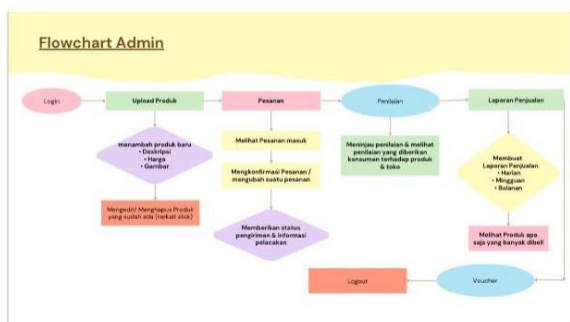 Flowchart Admin
Login
Upload Produk
Pesanan
Penilaian
Laporan Penjualan
menambah produk baru
• Deskripsi
• Harga
• Gambar
Mengedit/ Menghapus Produk
yang sudah ada (terkait stok)
Melihat Pesanan masuk
Mengkonfirmasi Pesanan /
mengubah suatu pesanan
Memberikan status
pengiriman & informasi
pelacakan
Meninjau penilaian & melihat
penilaian yang diberikan
konsumen terhadap produk
& toko
Membuat
Laporan Penjualan
• Harian
• Mingguan
• Bulanan
Melihat Produk apa
saja yang banyak dibeli
Logout
Voucher